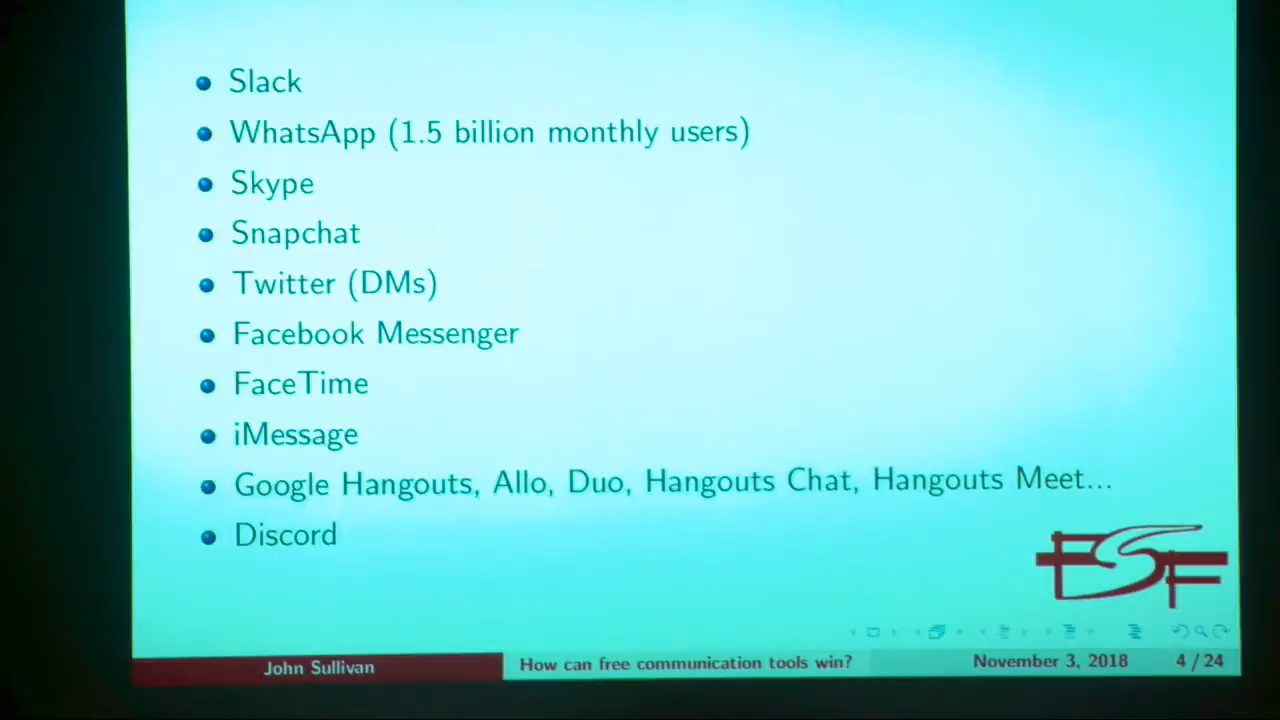 Slack
WhatsApp (1.5 billion monthly users)
Skype
Snapchat
Twitter (DMs)
Facebook Messenger
FaceTime
iMessage
Google Hangouts, Allo, Duo, Hangouts Chat, Hangouts Meet...
Discord
FSF
John Sullivan How can free communication tools win? November 3, 2018 4 / 24